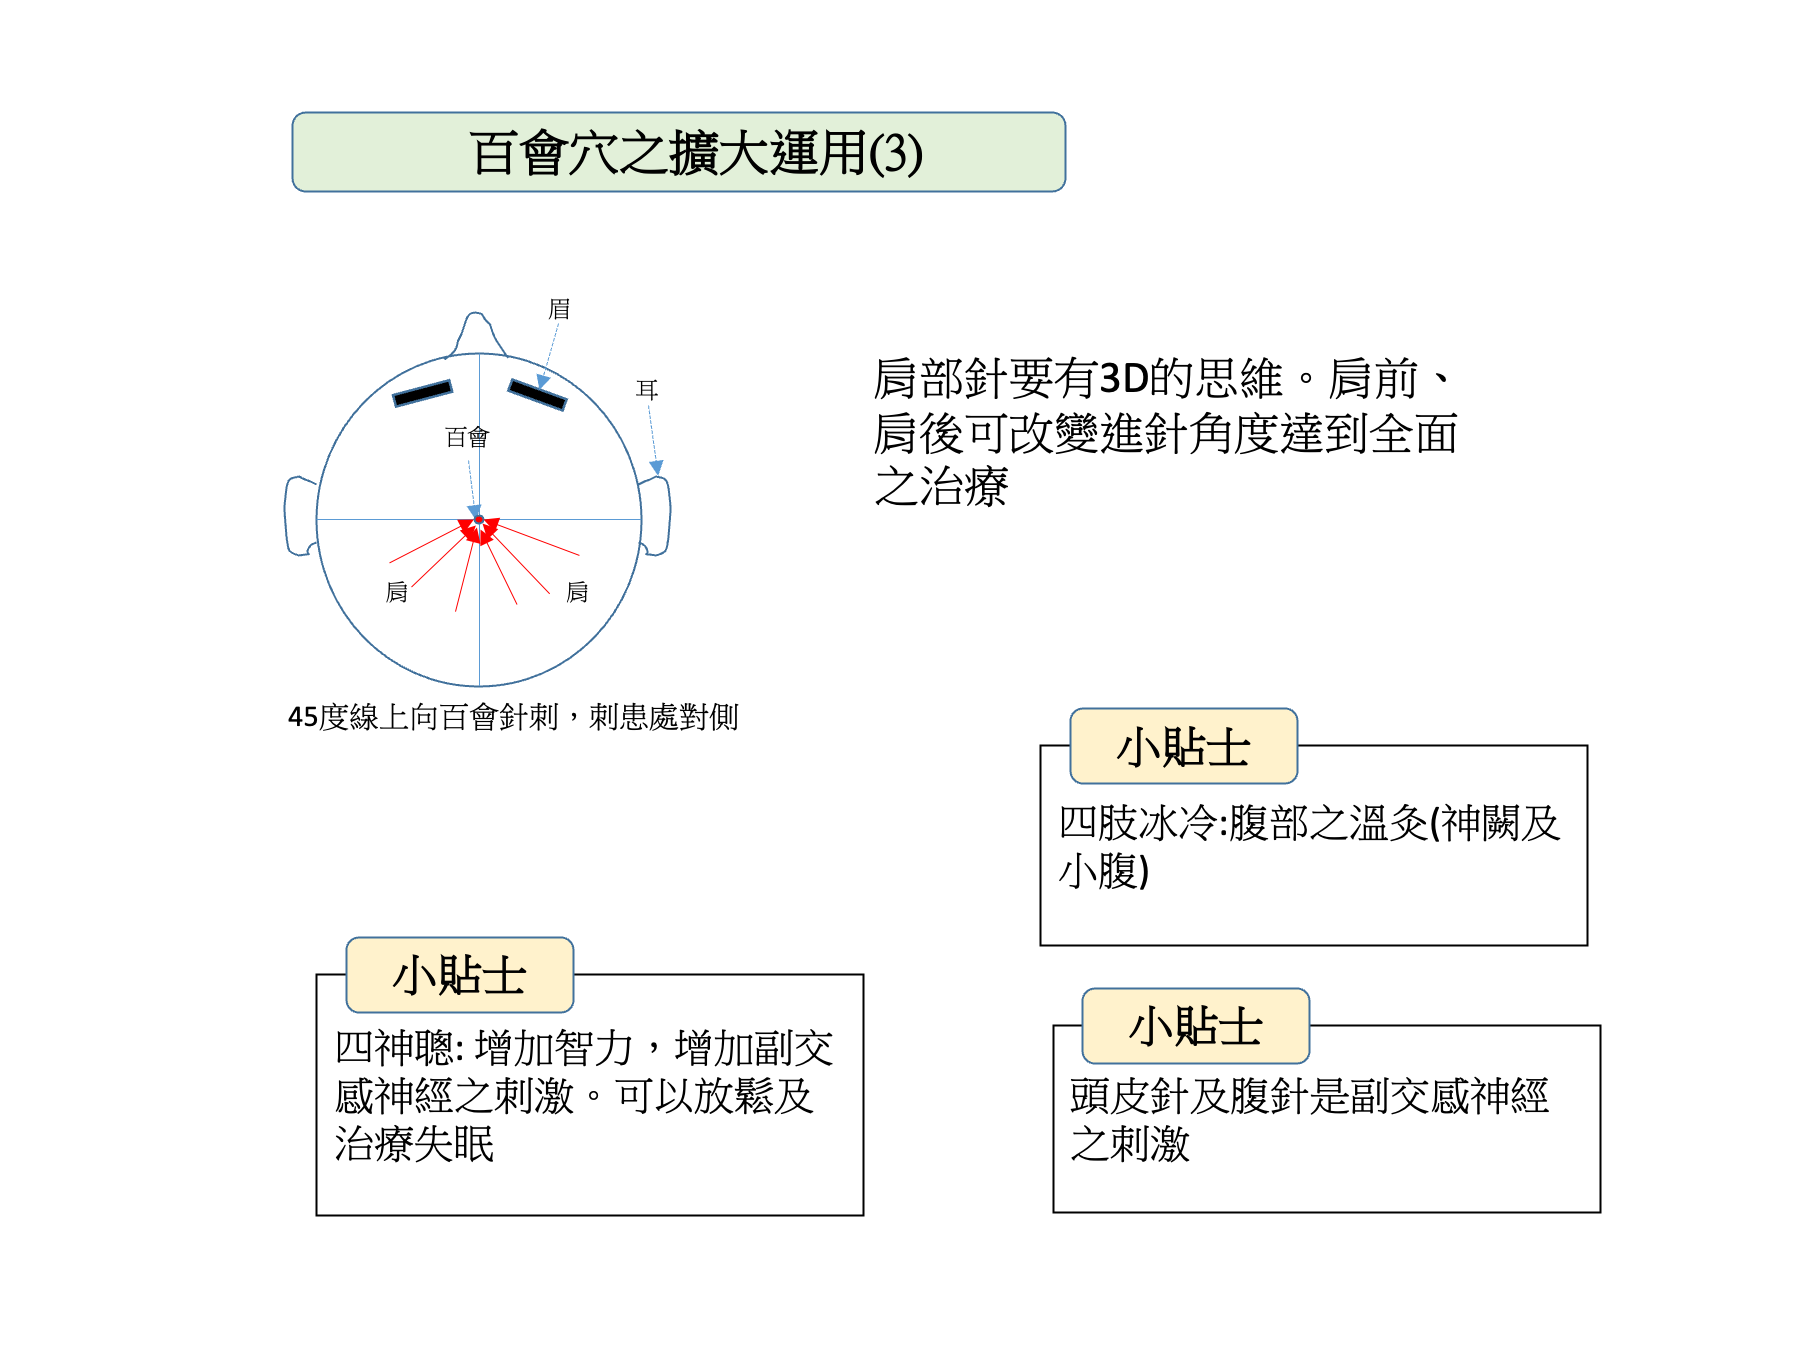 百會穴之擴大運用(3)
眉
耳
百會
肩
肩
45度線上向百會針刺，刺患處對側
肩部針要有3D的思維。肩前、
肩後可改變進針角度達到全面
之治療
小貼士
四肢冰冷:腹部之溫灸(神闕及
小腹)
小貼士
四神聰: 增加智力，增加副交
感神經之刺激。可以放鬆及
治療失眠
小貼士
頭皮針及腹針是副交感神經
之刺激